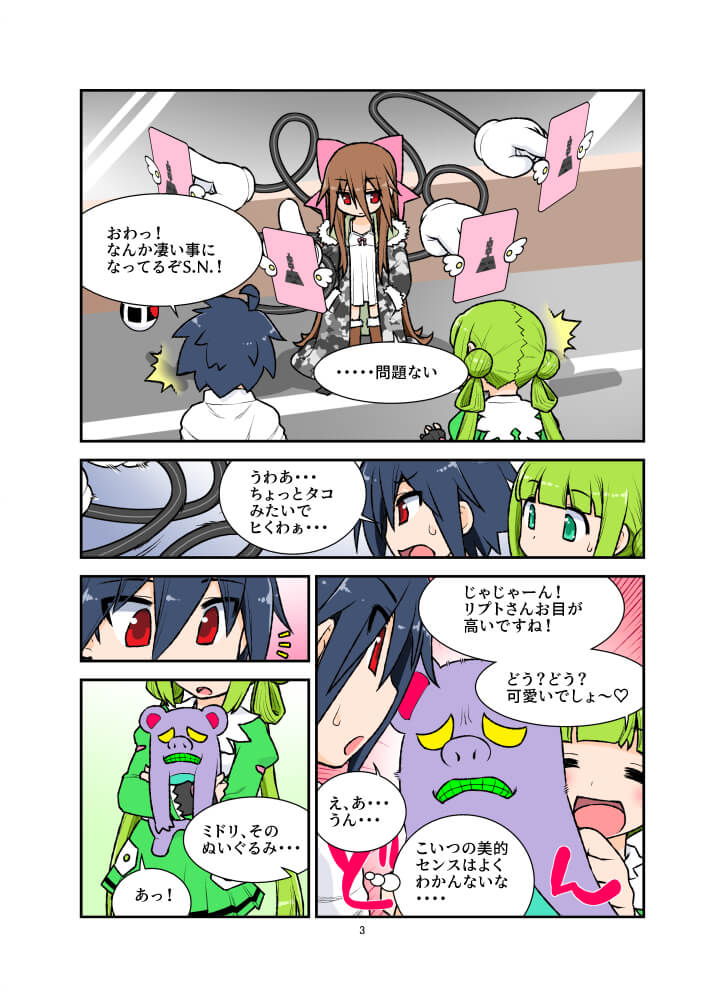 おわっ！
なんか凄い事に
なってるぞS.N.！
・・・・・問題ない
うわあ・・・
ちょっとタコ
みたいで
ヒくわぁ・・・
ミドリ、その
ぬいぐるみ・・・
あっ！
じゃじゃーん！
リプトさんお目が
高いですね！
どう？どう？
可愛いでしょ～♡
え、あ・・・
うん・・・
こいつの美的
センスはよく
わかんないな
・・・・
どん
3